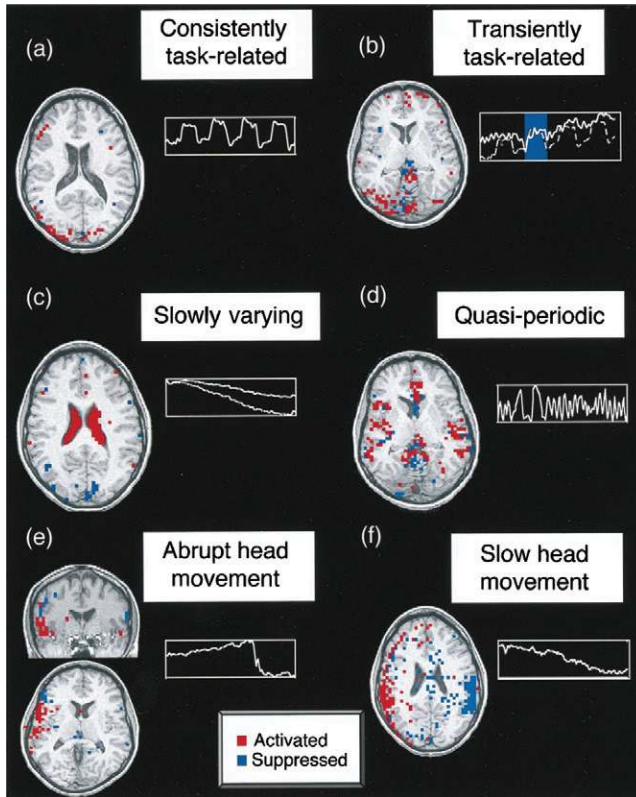 (a)
Consistently
task-related
(b)
Transiently
task-related
(c)
Slowly varying
(d)
Quasi-periodic
(e)
Abrupt head
movement
(f)
Slow head
movement
Activated
Suppressed